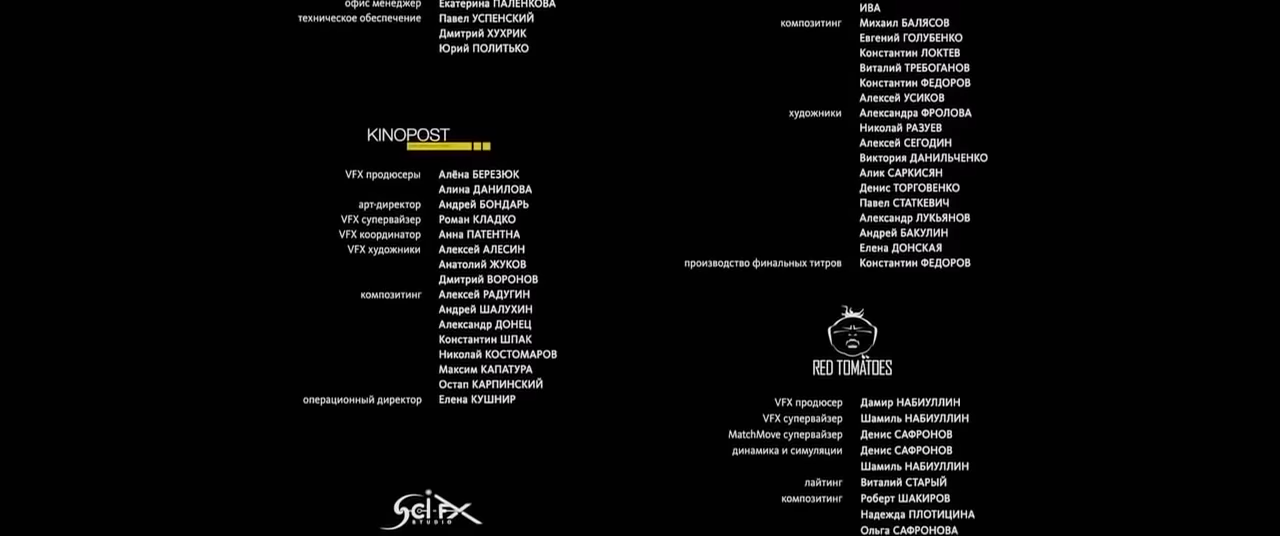 офис менеджер Екатерина ПАЛЕНКОВА
техническое обеспечение Павел УСПЕНСКИЙ
Дмитрий ХУХРИК
Юрий ПОЛИТЬКО
KINOPOST
VFX продюсеры Алёна БЕРЕЗЮК
Алина ДАНИЛОВА
арт-директор Андрей БОНДАРЬ
VFX супервайзер Роман КЛАДКО
VFX координатор Анна ПАТЕНТНА
VFX художники Алексей АЛЕСИН
Анатолий ЖУКОВ
Дмитрий ВОРОНОВ
композитинг Алексей РАДУГИН
Андрей ШАЛУХИН
Александр ДОНЕЦ
Константин ШПАК
Николай КОСТОМАРОВ
Максим КАПАТУРА
Остап КАРПИНСКИЙ
операционный директор Елена КУШНИР
Sci-FX
STUDIO
ИВА
композитинг Михаил БАЛЯСОВ
Евгений ГОЛУБЕНКО
Константин ЛОКТЕВ
Виталий ТРЕБОГАНОВ
Константин ФЕДОРОВ
Алексей УСИКОВ
художники Александра ФРОЛОВА
Николай РАЗУЕВ
Алексей СЕГОДИН
Виктория ДАНИЛЬЧЕНКО
Алик САРКИСЯН
Денис ТОРГОВЕНКО
Павел СТАТКЕВИЧ
Александр ЛУКЬЯНОВ
Андрей БАКУЛИН
Елена ДОНСКАЯ
производство финальных титров Константин ФЕДОРОВ
RED TOMÄTOES
VFX продюсер Дамир НАБИУЛЛИН
VFX супервайзер Шамиль НАБИУЛЛИН
MatchMove супервайзер Денис САФРОНОВ
динамика и симуляции Денис САФРОНОВ
Шамиль НАБИУЛЛИН
лайтинг Виталий СТАРЫЙ
композитинг Роберт ШАКИРОВ
Надежда ПЛОТИЦИНА
Ольга САФРОНОВА